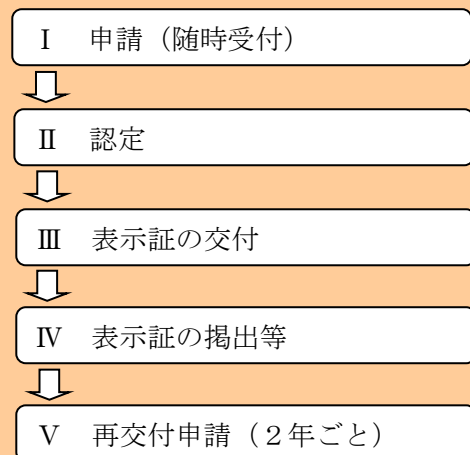 Ⅰ 申請（随時受付）
Ⅱ 認定
Ⅲ 表示証の交付
Ⅳ 表示証の掲出等
Ⅴ 再交付申請（２年ごと）